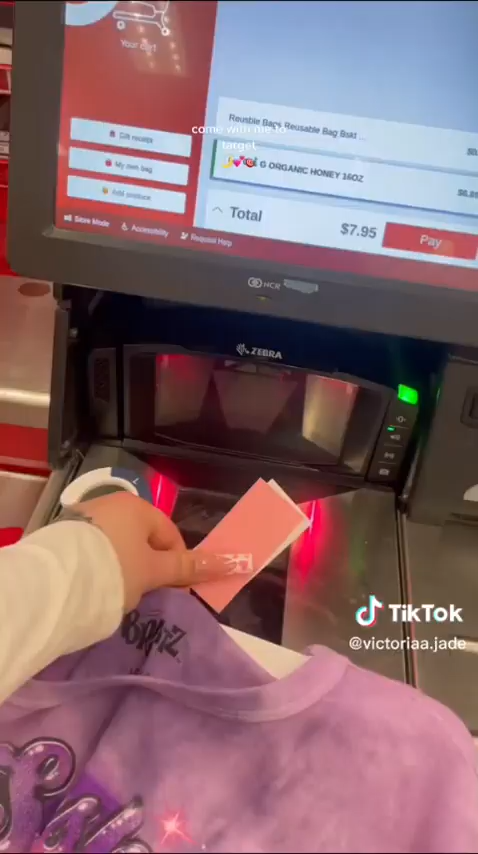 Your cart
Reusble Bags Reusable Bag Bskt ...
come with me to
target
G ORGANIC HONEY 16OZ
Gift receipt
My own bag
Add produce
Total
$7.95
Pay
Store Mode
Accessibility
Request Help
NCR
ZEBRA
TikTok
@victoriaa.jade
BRATZ